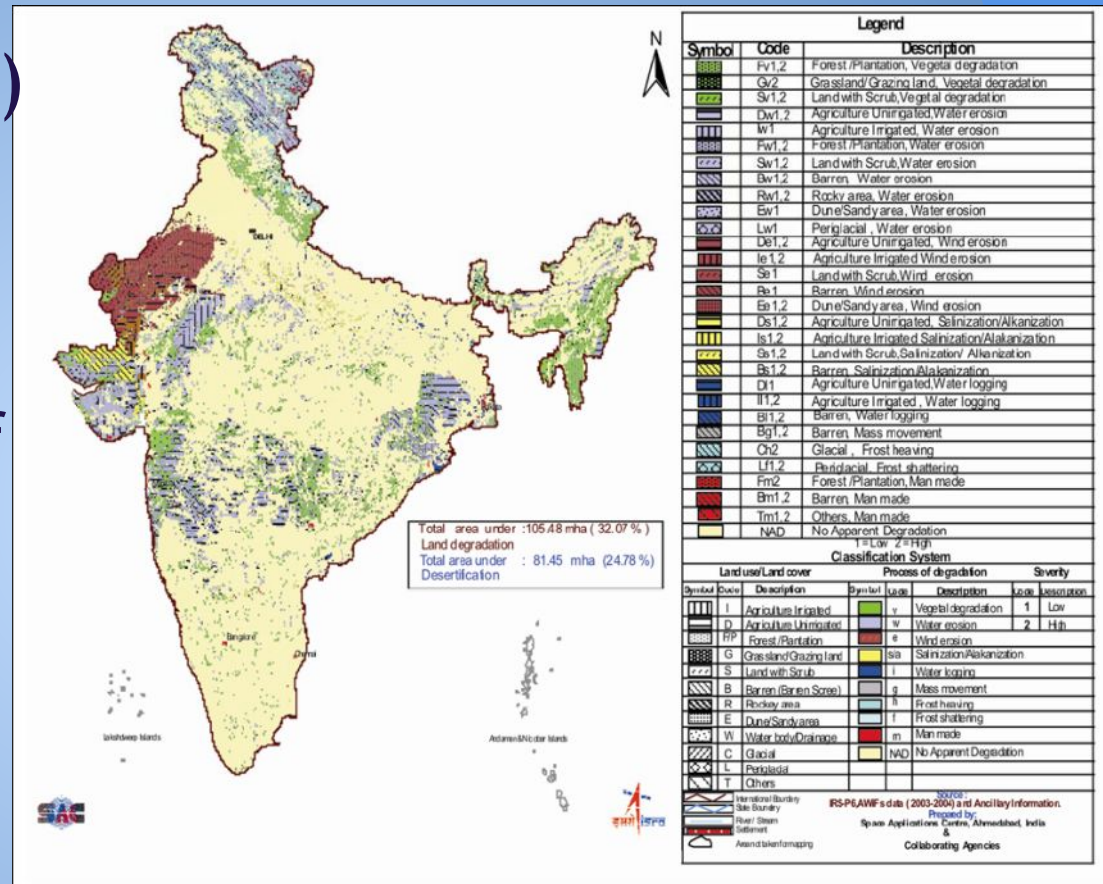 )
f
N
DELHI
Banglore
Lakshdweep Islands
Andaman & Nicobar Islands
Total area under :105.48 mha ( 32.07 % )
Land degradation
Total area under : 81.45 mha (24.78 %)
Desertification
SAC
इसरो isro
Legend
Symbol Code Description
Fv1,2 Forest /Plantation, Vegetal degradation
Gv2 Grassland/Grazing land, Vegetal degradation
Sv1,2 Land with Scrub,Vegetal degradation
Dw1,2 Agriculture Unirrigated,Water erosion
Iw1 Agriculture Irrigated, Water erosion
Fw1,2 Forest /Plantation, Water erosion
Sw1,2 Land with Scrub,Water erosion
Bw1,2 Barren, Water erosion
Rw1,2 Rocky area, Water erosion
Ew1 Dune/Sandy area, Water erosion
Lw1 Periglacial , Water erosion
De1,2 Agriculture Unirrigated, Wind erosion
Ie1,2 Agriculture Irrigated Wind erosion
Se1 Land with Scrub,Wind erosion
Be1 Barren, Wind erosion
Ee1,2 Dune/Sandy area, Wind erosion
Ds1,2 Agriculture Unirrigated, Salinization/Alkanization
Is1,2 Agriculture Irrigated Salinization/Alakanization
Ss1,2 Land with Scrub,Salinization/ Alkanization
Bs1,2 Barren, Salinization/Alakanization
Dl1 Agriculture Unirrigated,Water logging
Il1,2 Agriculture Irrigated , Water logging
Bl1,2 Barren, Water logging
Bg1,2 Barren, Mass movement
Ch2 Glacial , Frost heaving
Lf1,2 Periglacial, Frost shattering
Fm2 Forest /Plantation,Man made
Bm1,2 Barren, Man made
Tm1,2 Others, Man made
NAD No Apparent Degradation
1 = Low 2 = High
Classification System
Land use/Land cover Process of degradation Severity
Symbol Code Description Symbol Code Description Code Description
I Agriculture Irrigated v Vegetal degradation 1 Low
D Agriculture Unirrigated w Water erosion 2 High
F/P Forest /Plantation e Wind erosion
G Grassland/Grazing land s/a Salinization/Alakanization
S Land with Scrub l Water logging
B Barren (Barren Scree) g Mass movement
R Rockey area h Frost heaving
E Dune/Sandy area f Frost shattering
W Water body/Drainage m Man made
C Glacial NAD No Apparent Degradation
L Periglacial
T Others
International Boundary
State Boundary
River / Stream
Settlement
Area not taken for mapping
Source :
IRS-P6,AWiFs data ( 2003-2004) and Ancillary Information.
Prepared by:
Space Applications Centre, Ahmedabad, India
&
Collaborating Agencies